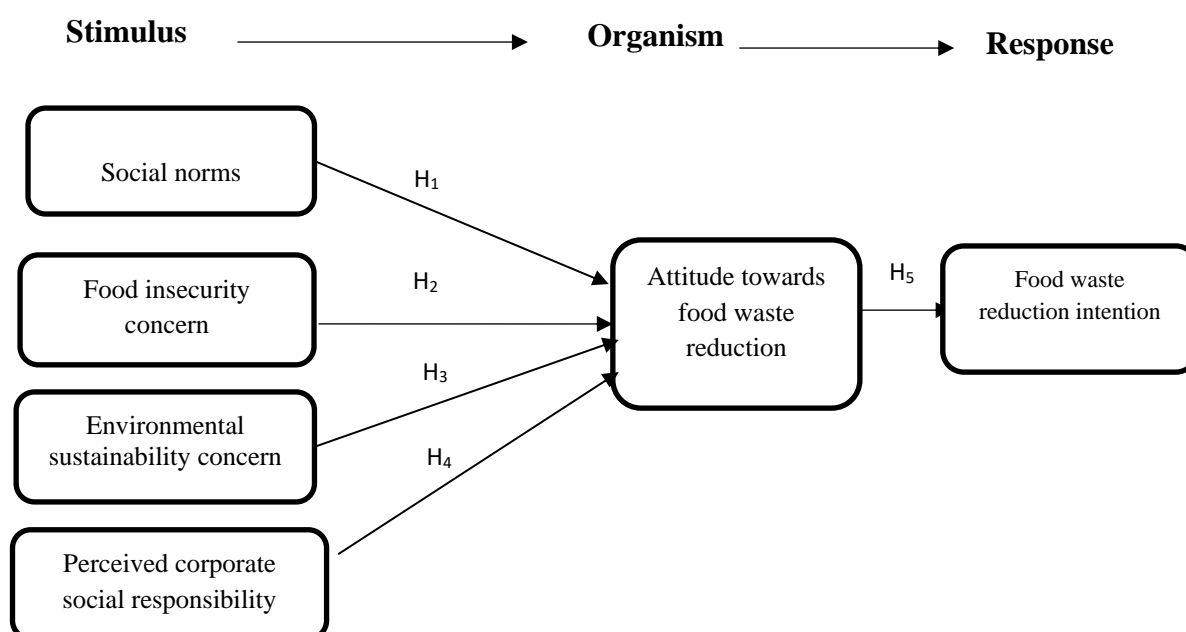 Stimulus
Organism
Response
Social norms
H₁
Food insecurity
concern
H₂
Environmental
sustainability concern
H₃
Perceived corporate
social responsibility
H₄
Attitude towards
food waste
reduction
H₅
Food waste
reduction intention